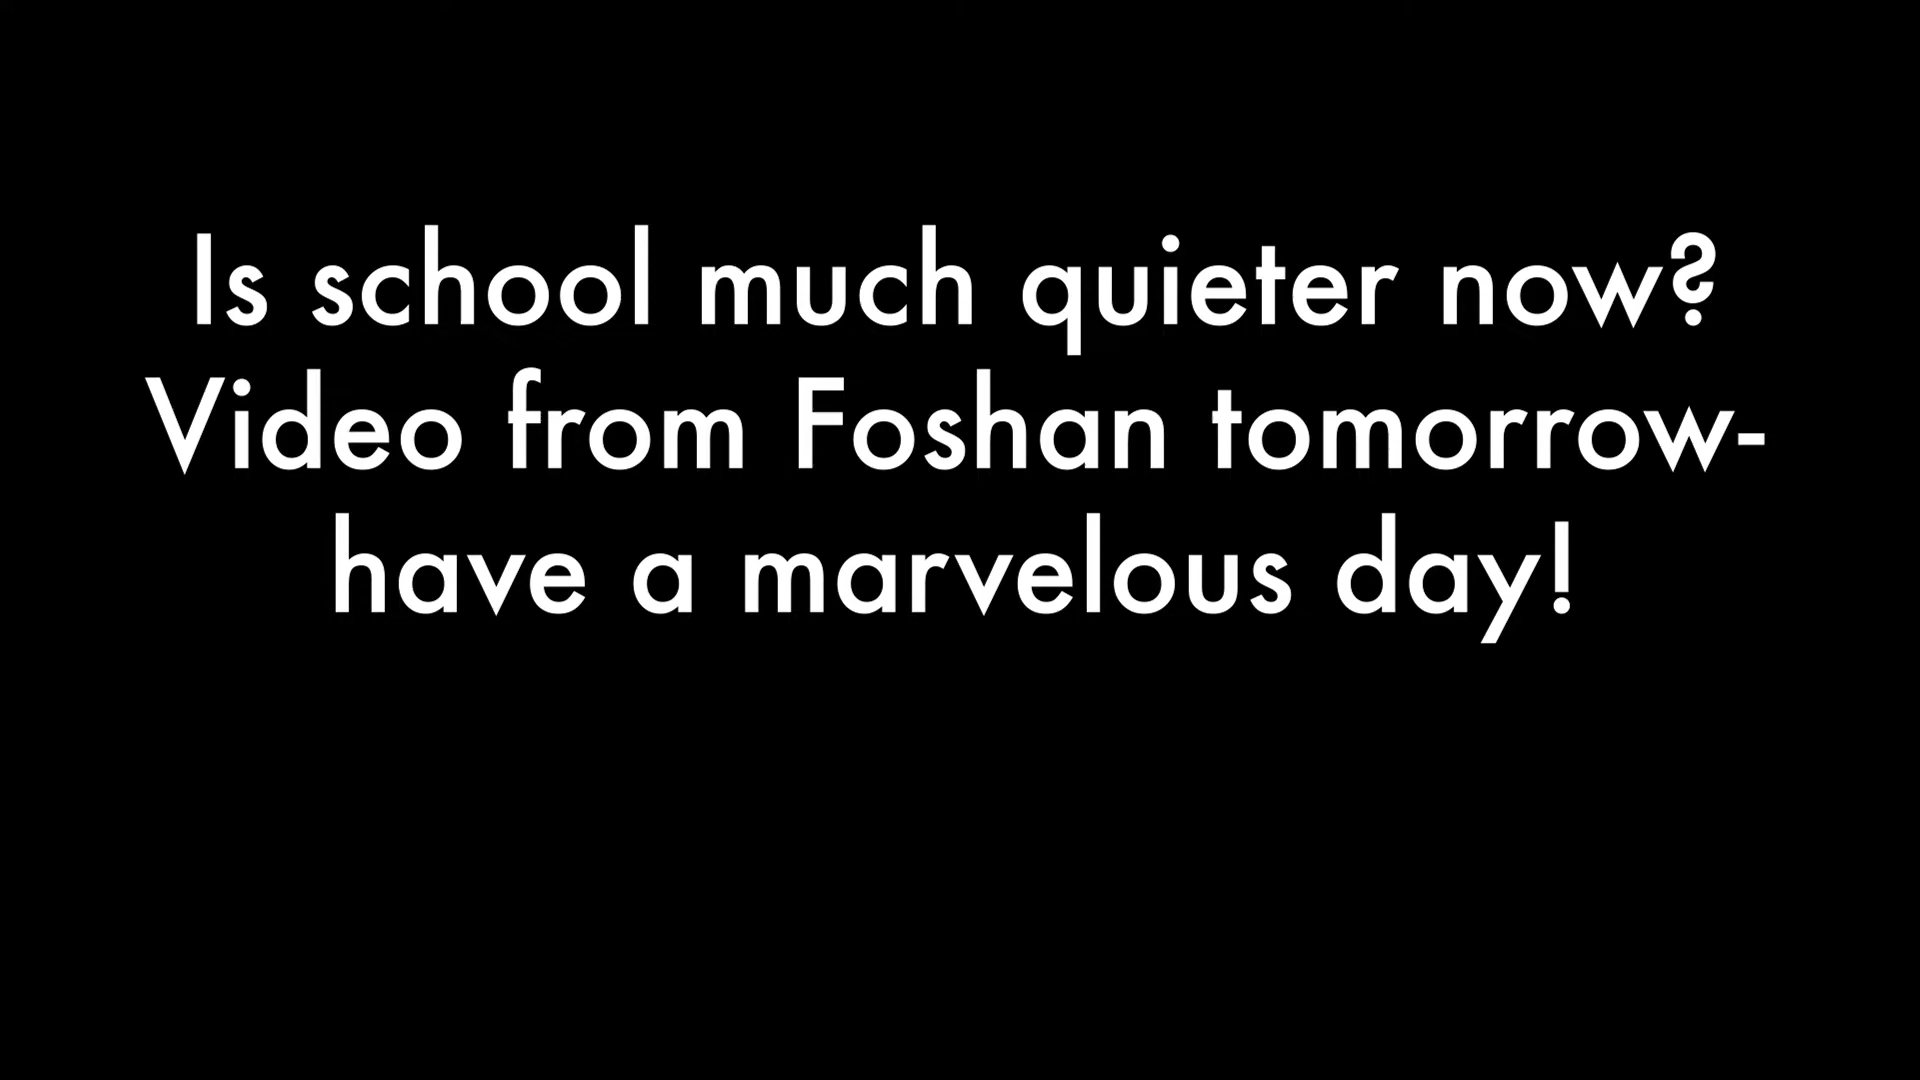 Is school much quieter now?
Video from Foshan tomorrow-
have a marvelous day!